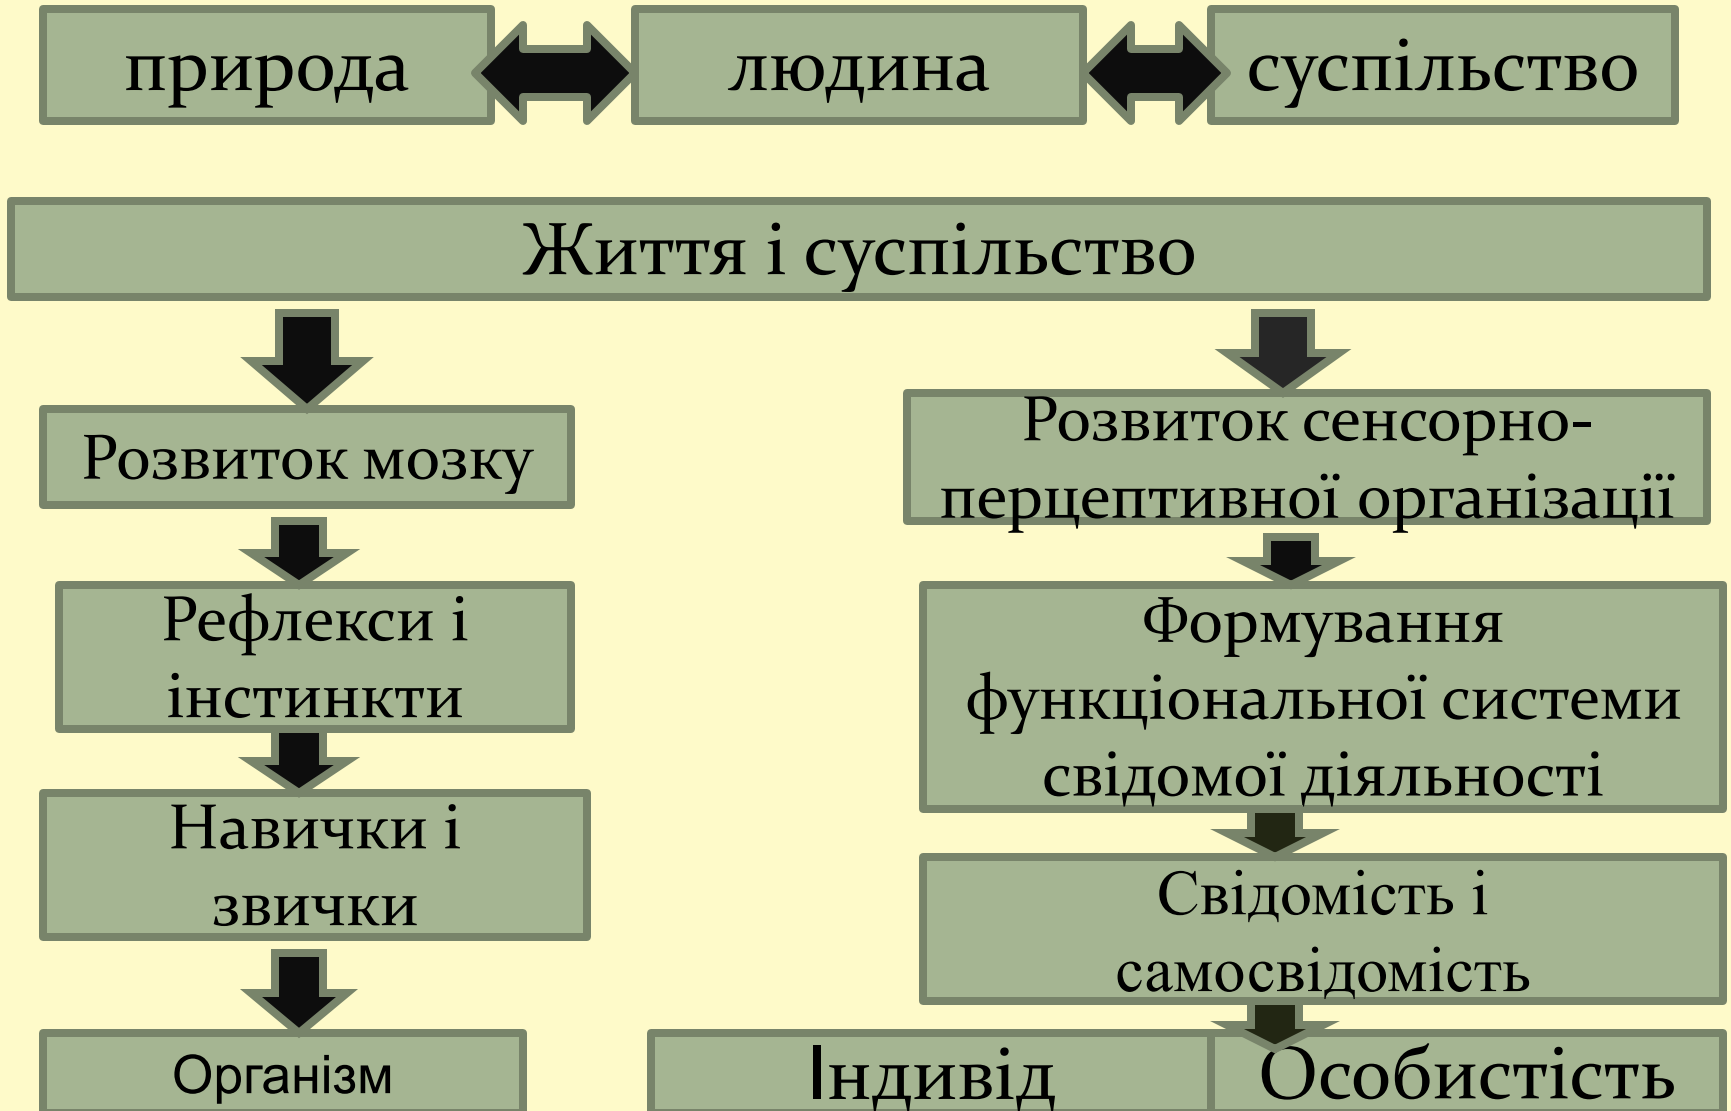 природа
людина
суспільство
Життя і суспільство
Розвиток мозку
Рефлекси і
інстинкти
Навички і
звички
Організм
Розвиток сенсорно-
перцептивної організації
Формування
функціональної системи
свідомої діяльності
Свідомість і
самосвідомість
Індивід
Особистість